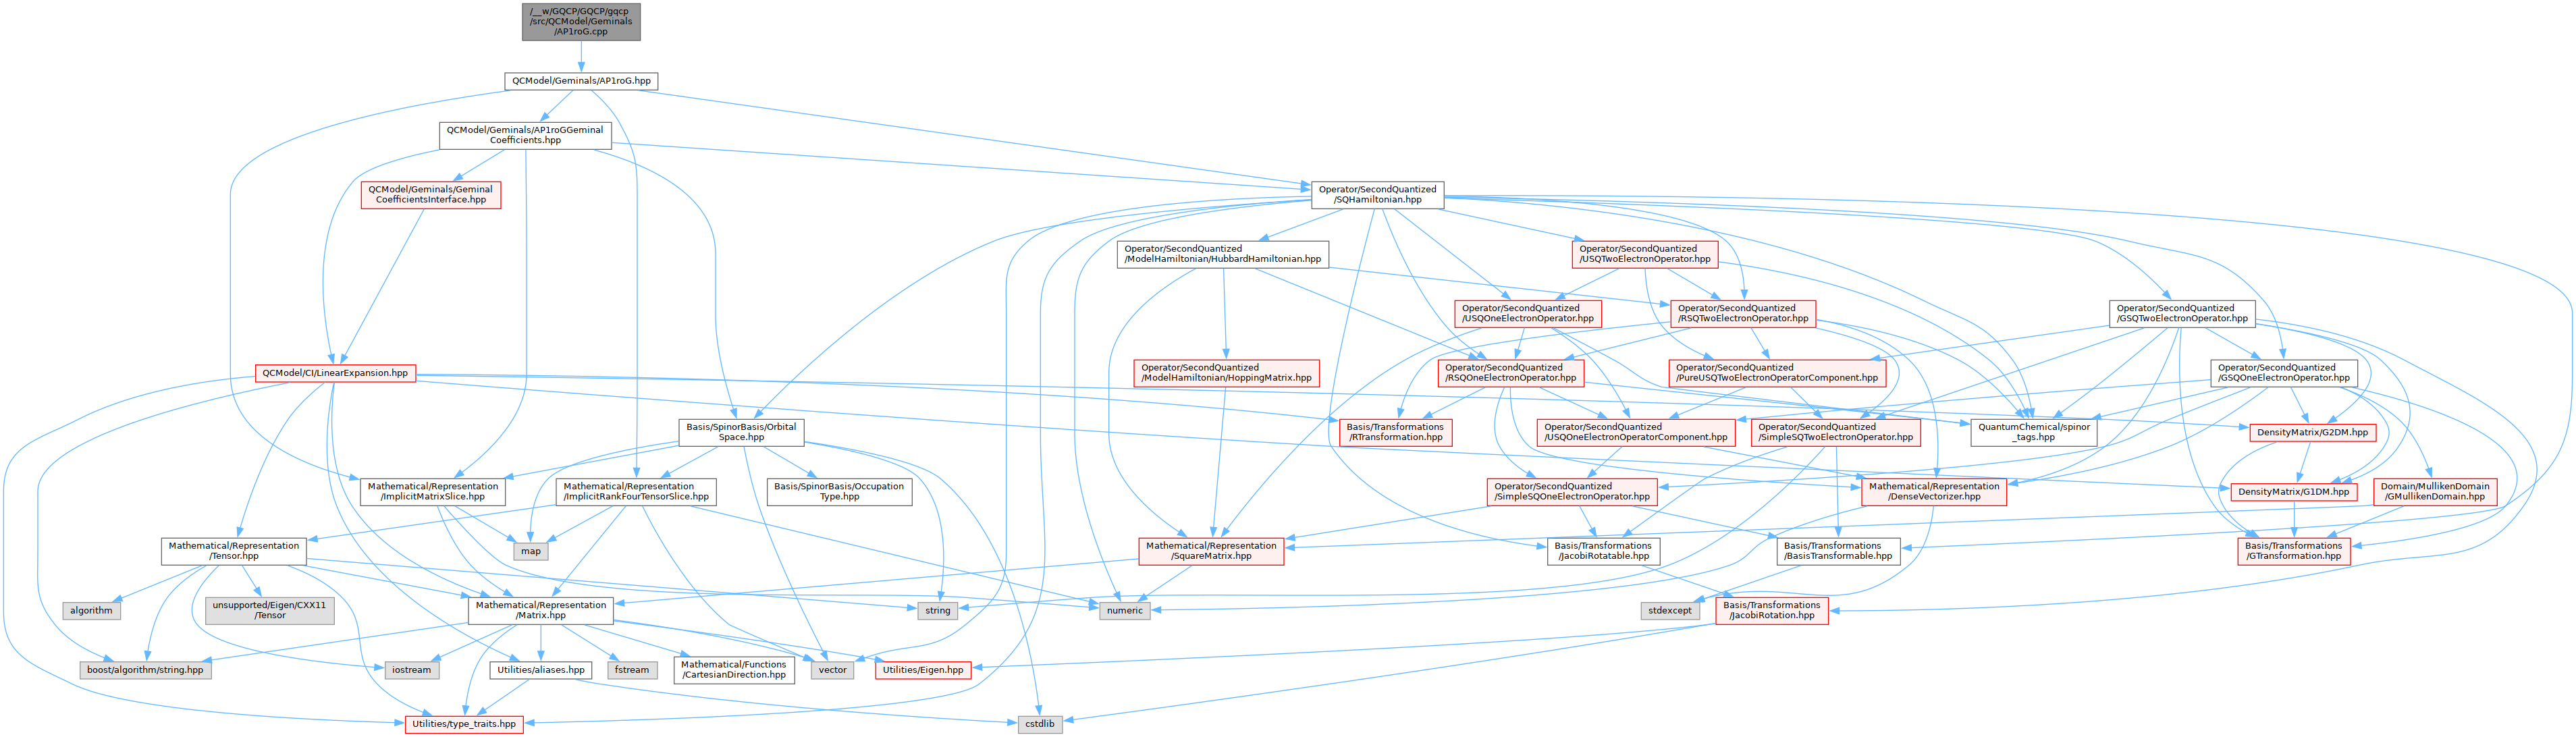 /__w/GQCP/GQCP/gqcp
/src/QCModel/Geminals
/AP1roG.cpp
QCModel/Geminals/AP1roG.hpp
QCModel/Geminals/AP1roGGeminal
Coefficients.hpp
QCModel/Geminals/Geminal
CoefficientsInterface.hpp
Operator/SecondQuantized
/SQHamiltonian.hpp
Operator/SecondQuantized
/ModelHamiltonian/HubbardHamiltonian.hpp
Operator/SecondQuantized
/USQTwoElectronOperator.hpp
Operator/SecondQuantized
/USQOneElectronOperator.hpp
Operator/SecondQuantized
/RSQTwoElectronOperator.hpp
Operator/SecondQuantized
/GSQTwoElectronOperator.hpp
QCModel/CI/LinearExpansion.hpp
Operator/SecondQuantized
/ModelHamiltonian/HoppingMatrix.hpp
Operator/SecondQuantized
/RSQOneElectronOperator.hpp
Operator/SecondQuantized
/PureUSQTwoElectronOperatorComponent.hpp
Operator/SecondQuantized
/GSQOneElectronOperator.hpp
Basis/SpinorBasis/Orbital
Space.hpp
Basis/Transformations
/RTransformation.hpp
Operator/SecondQuantized
/USQOneElectronOperatorComponent.hpp
Operator/SecondQuantized
/SimpleSQTwoElectronOperator.hpp
QuantumChemical/spinor
_tags.hpp
DensityMatrix/G2DM.hpp
Mathematical/Representation
/ImplicitMatrixSlice.hpp
Mathematical/Representation
/ImplicitRankFourTensorSlice.hpp
Basis/SpinorBasis/Occupation
Type.hpp
Operator/SecondQuantized
/SimpleSQOneElectronOperator.hpp
Mathematical/Representation
/DenseVectorizer.hpp
DensityMatrix/G1DM.hpp
Domain/MullikenDomain
/GMullikenDomain.hpp
Mathematical/Representation
/Tensor.hpp
map
Mathematical/Representation
/SquareMatrix.hpp
Basis/Transformations
/JacobiRotatable.hpp
Basis/Transformations
/BasisTransformable.hpp
Basis/Transformations
/GTransformation.hpp
algorithm
unsupported/Eigen/CXX11
/Tensor
Mathematical/Representation
/Matrix.hpp
string
numeric
stdexcept
Basis/Transformations
/JacobiRotation.hpp
boost/algorithm/string.hpp
iostream
Utilities/aliases.hpp
fstream
Mathematical/Functions
/CartesianDirection.hpp
vector
Utilities/Eigen.hpp
Utilities/type_traits.hpp
cstdlib